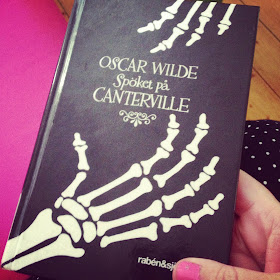 OSCAR WILDE
Spöket på
CANTERVILLE
rabén&sjö